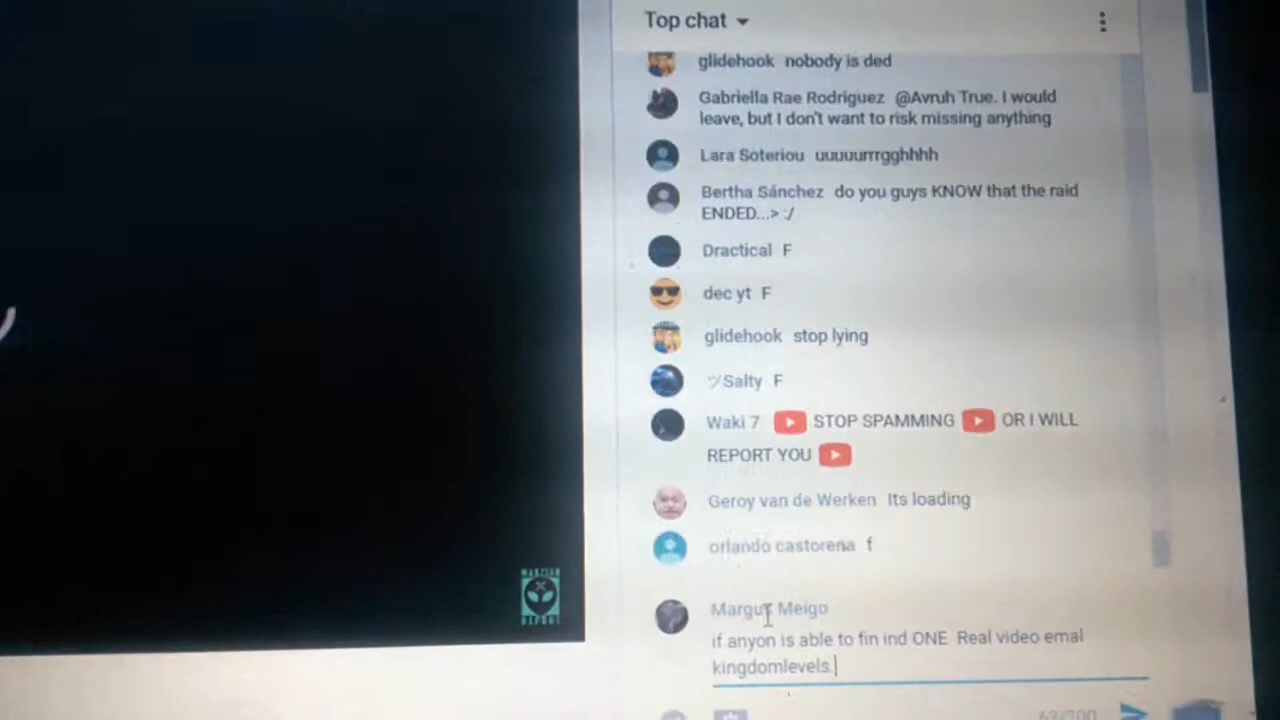 Top chat
glidehook nobody is ded
Gabriella Rae Rodriguez @Avruh True. I would
leave, but I don't want to risk missing anything
Lara Soteriou uuuuurrrgghhhh
Bertha Sánchez do you guys KNOW that the raid
ENDED...> :/
Dractical F
dec yt F
glidehook stop lying
ツSalty F
Waki 7 STOP SPAMMING OR I WILL
REPORT YOU
Geroy van de Werken Its loading
orlando castorena f
Margus Meigo
if anyon is able to fin ind ONE Real video emal
kingdomlevels.